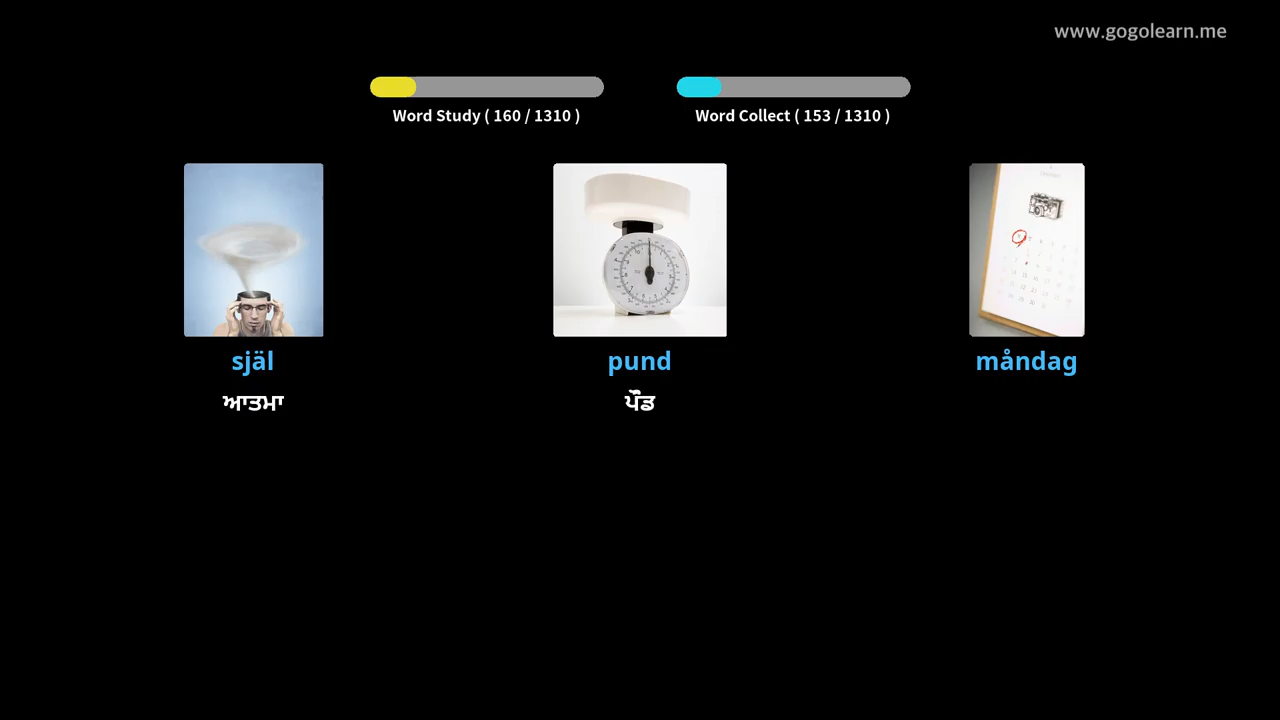 www.gogolearn.me
Word Study ( 160 / 1310 )
Word Collect ( 153 / 1310 )
själ
pund
måndag
ਆਤਮਾ
ਪੌਂਡ